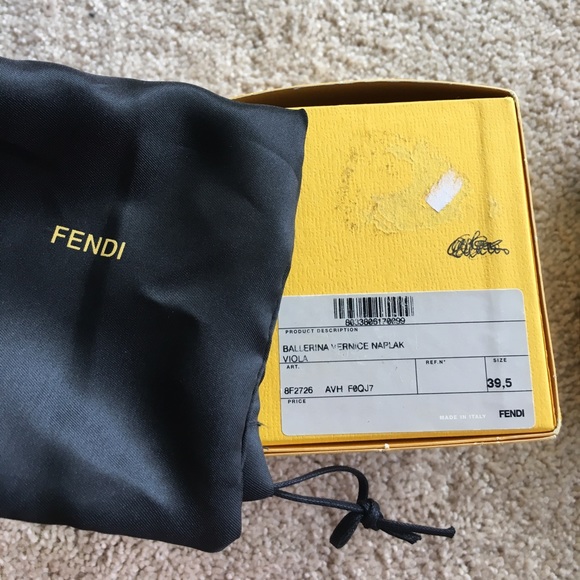 FENDI
8033806170099
PRODUCT DESCRIPTION
BALLERINA VERNICE NAPLAK
VIOLA
ART. REF.N° SIZE
8F2726 AVH F0QJ7 39,5
PRICE
MADE IN ITALY FENDI